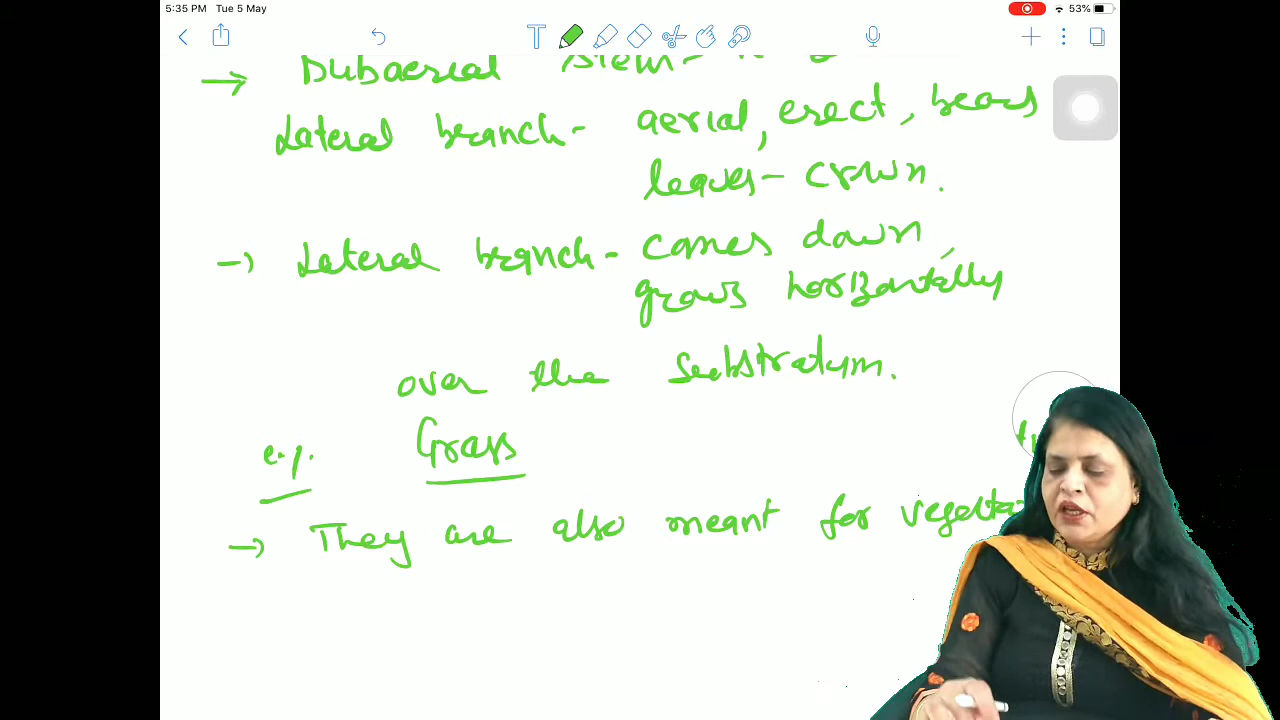 5:35 PM Tue 5 May
53%
T
→ Subaerial stem-
Lateral branch- aerial, erect, bears
leaves - crown.
→ Lateral branch- comes down,
grows horizontally
over the substratum.
e.g. Grass
→ They are also meant for